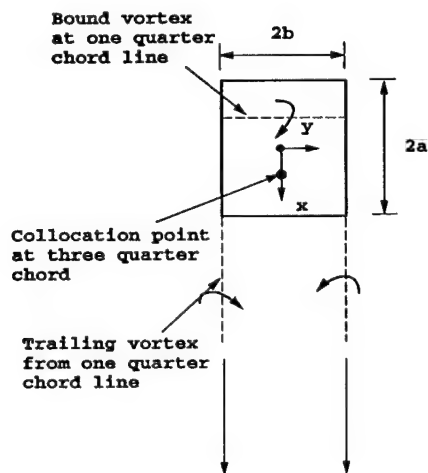 Bound vortex
at one quarter
chord line
2b
y
2a
x
Collocation point
at three quarter
chord
Trailing vortex
from one quarter
chord line